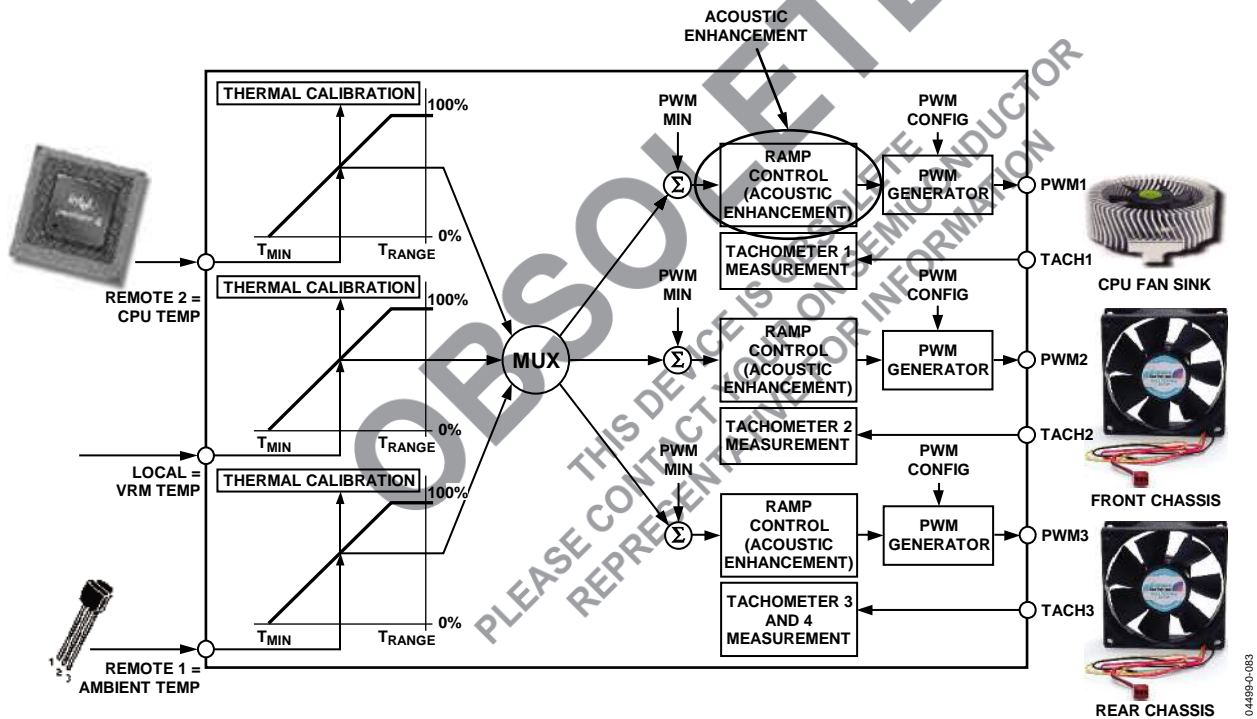 ACOUSTIC
ENHANCEMENT
THERMAL CALIBRATION
100%
0%
TMIN
TRANGE
REMOTE 2 =
CPU TEMP
THERMAL CALIBRATION
100%
0%
TMIN
TRANGE
LOCAL =
VRM TEMP
THERMAL CALIBRATION
100%
0%
TMIN
TRANGE
REMOTE 1 =
AMBIENT TEMP
1
2
3
MUX
PWM
MIN
Σ
RAMP
CONTROL
(ACOUSTIC
ENHANCEMENT)
PWM
CONFIG
PWM
GENERATOR
PWM1
TACHOMETER 1
MEASUREMENT
TACH1
CPU FAN SINK
PWM
MIN
Σ
RAMP
CONTROL
(ACOUSTIC
ENHANCEMENT)
PWM
CONFIG
PWM
GENERATOR
PWM2
TACHOMETER 2
MEASUREMENT
TACH2
FRONT CHASSIS
PWM
MIN
Σ
RAMP
CONTROL
(ACOUSTIC
ENHANCEMENT)
PWM
CONFIG
PWM
GENERATOR
PWM3
TACHOMETER 3
AND 4
MEASUREMENT
TACH3
REAR CHASSIS
04499-0-083
OBSOLETE
THIS DEVICE IS OBSOLETE
PLEASE CONTACT YOUR ON SEMICONDUCTOR
REPRESENTATIVE FOR INFORMATION